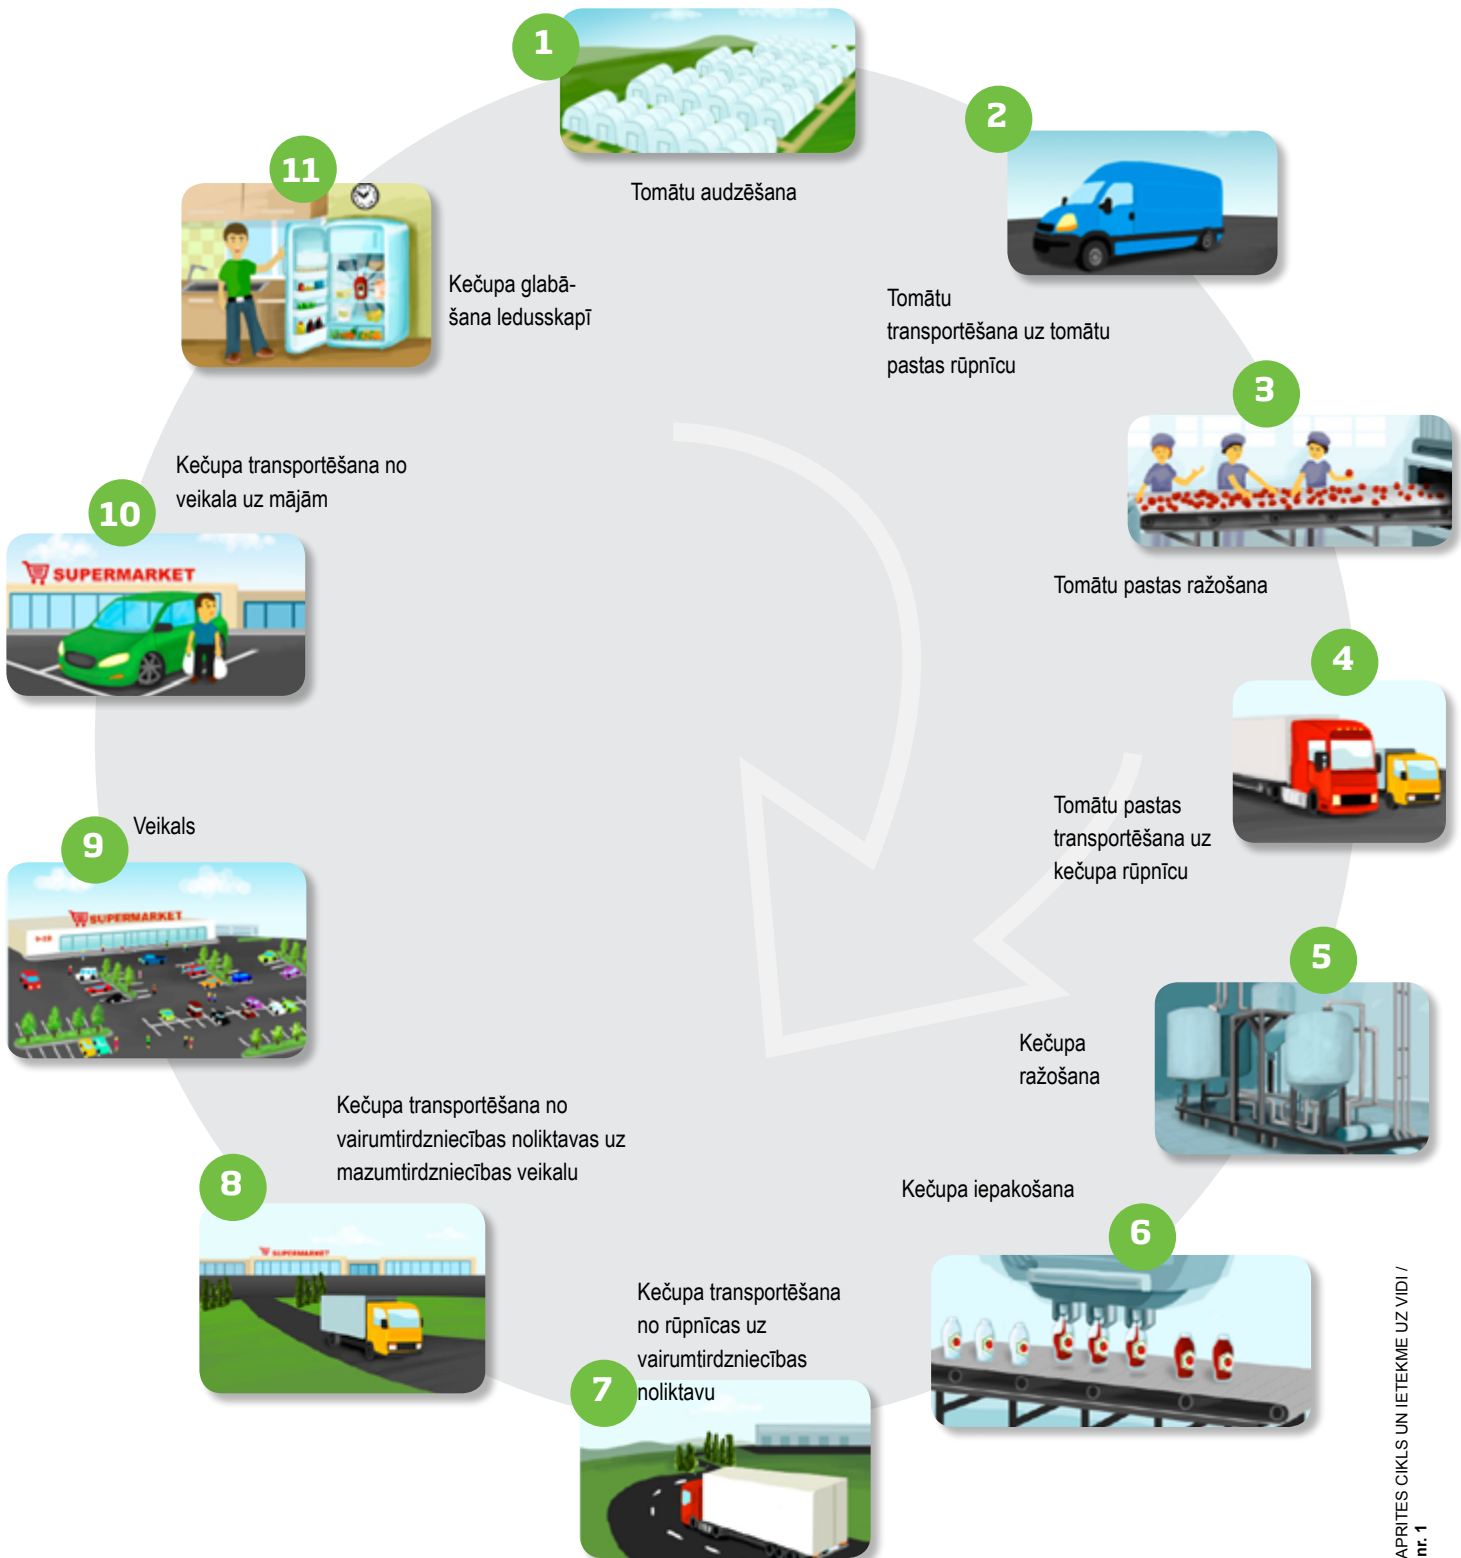 1
Tomātu audzēšana
2
Tomātu
transportēšana uz tomātu
pastas rūpnīcu
3
Tomātu pastas ražošana
4
Tomātu pastas
transportēšana uz
kečupa rūpnīcu
5
Kečupa
ražošana
6
Kečupa iepakošana
7
Kečupa transportēšana
no rūpnīcas uz
vairumtirdzniecības
noliktavu
8
Kečupa transportēšana no
vairumtirdzniecības noliktavas uz
mazumtirdzniecības veikalu
SUPERMARKET
9
Veikals
SUPERMARKET
10
Kečupa transportēšana no
veikala uz mājām
SUPERMARKET
11
Kečupa glabā-
šana ledusskapī
APRITES CIKLS UN IETEKME UZ VIDI /
nr. 1